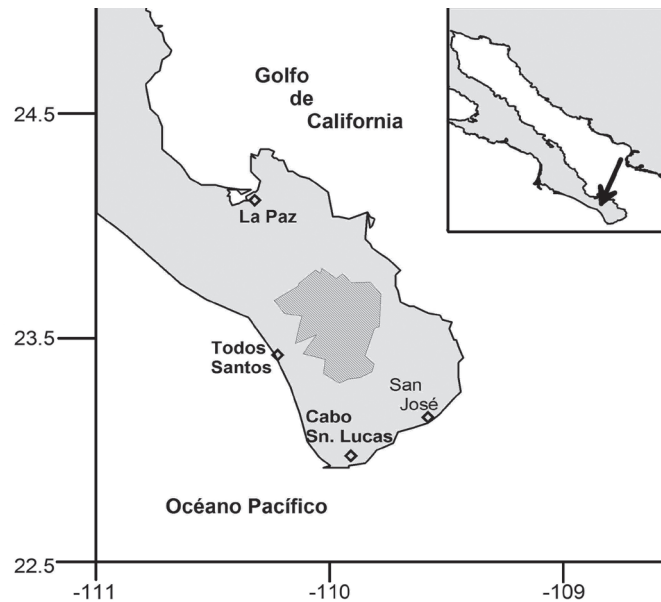 Golfo
de
California
24.5
La Paz
23.5
Todos
Santos
San
José
Cabo
Sn. Lucas
Océano Pacífico
22.5
-111
-110
-109